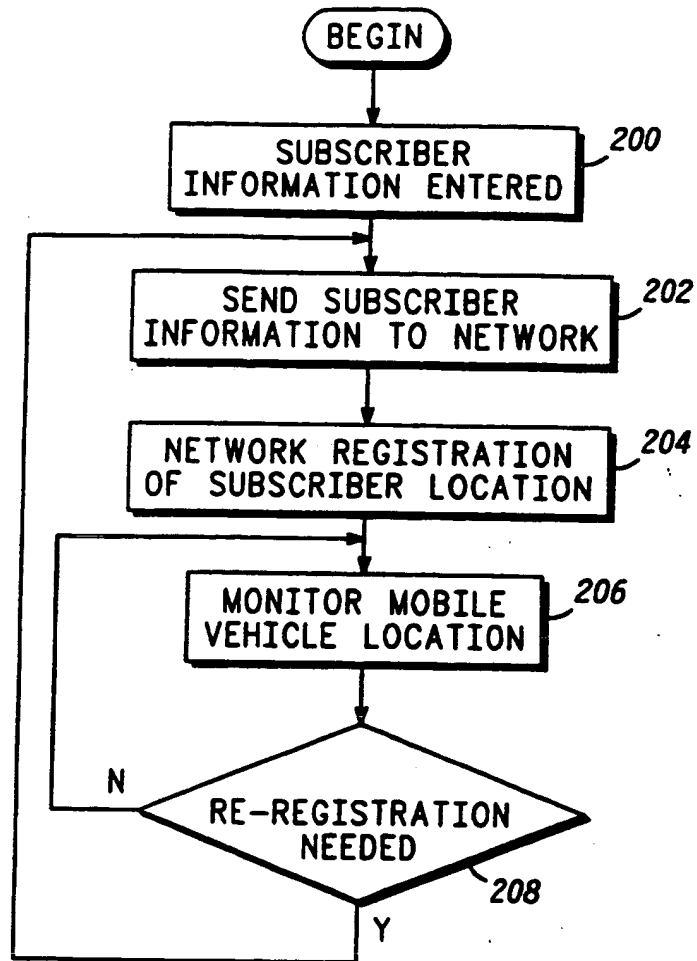 BEGIN
SUBSCRIBER
INFORMATION ENTERED
200
SEND SUBSCRIBER
INFORMATION TO NETWORK
202
NETWORK REGISTRATION
OF SUBSCRIBER LOCATION
204
MONITOR MOBILE
VEHICLE LOCATION
206
N
RE-REGISTRATION
NEEDED
208
Y